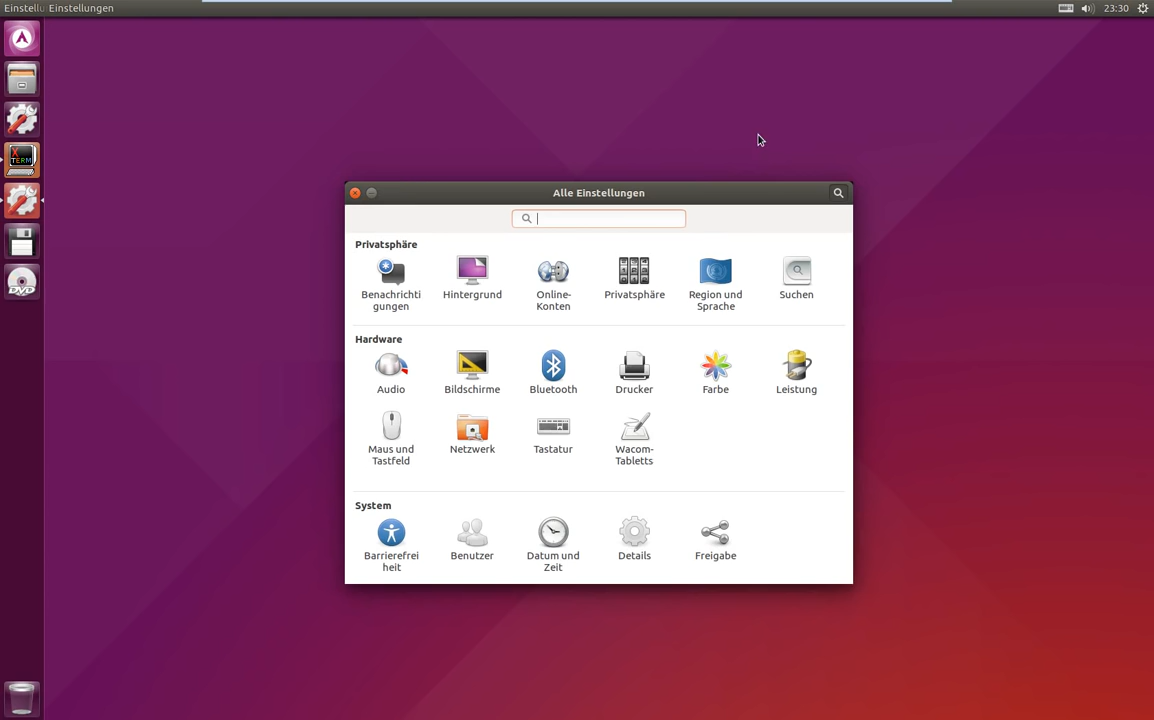 Einstellu Einstellungen
23:30
Alle Einstellungen
Privatsphäre
Benachrichti
gungen
Hintergrund
Online-
Konten
Privatsphäre
Region und
Sprache
Suchen
Hardware
Audio
Bildschirme
Bluetooth
Drucker
Farbe
Leistung
Maus und
Tastfeld
Netzwerk
Tastatur
Wacom-
Tabletts
System
Barrierefrei
heit
Benutzer
Datum und
Zeit
Details
Freigabe
X
TERM
DVD